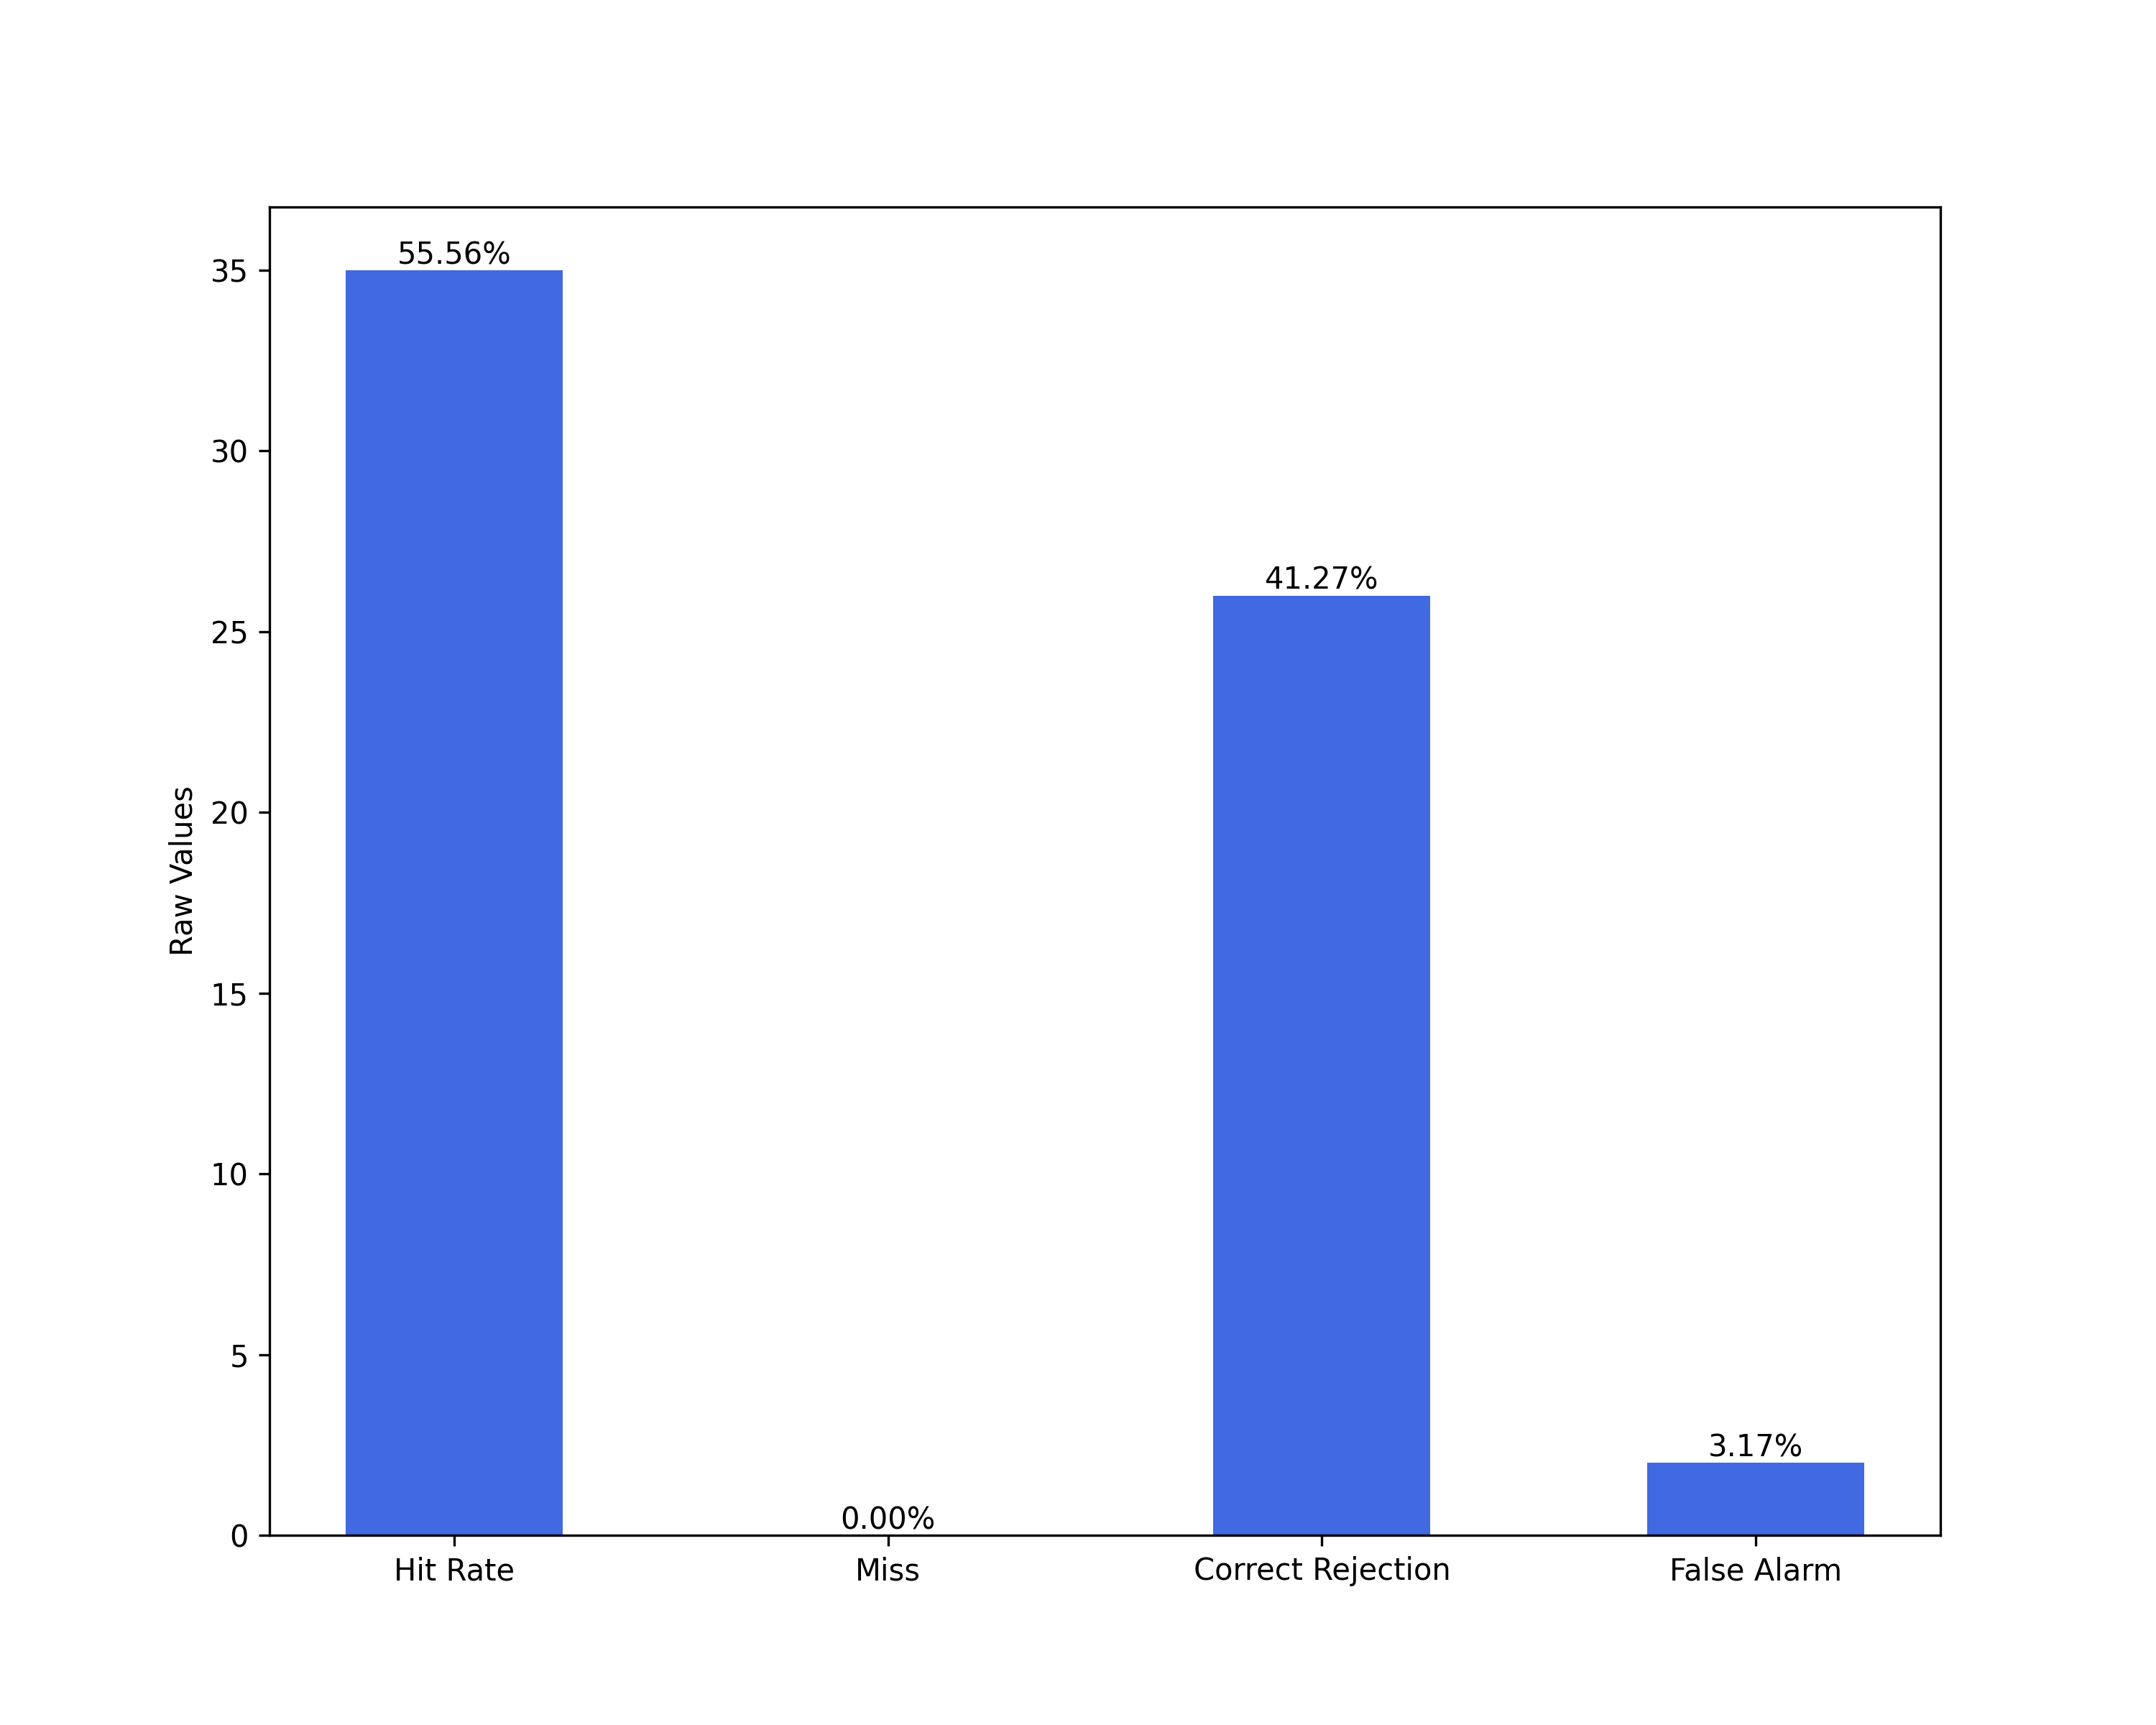 55.56%
35
30
41.27%
25
20
Raw Values
15
10
3.17%
5
0.00%
0
Hit Rate
Miss
Correct Rejection
False Alarm